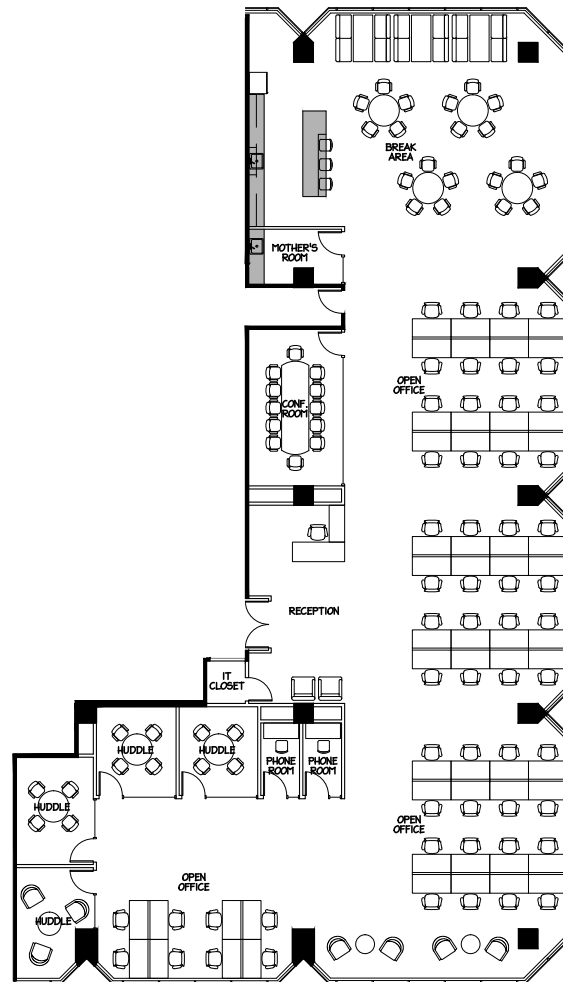 BREAK
AREA
MOTHER'S
ROOM
OPEN
OFFICE
CONF.
ROOM
RECEPTION
IT
CLOSET
HUDDLE
HUDDLE
PHONE
ROOM
PHONE
ROOM
HUDDLE
OPEN
OFFICE
OPEN
OFFICE
HUDDLE